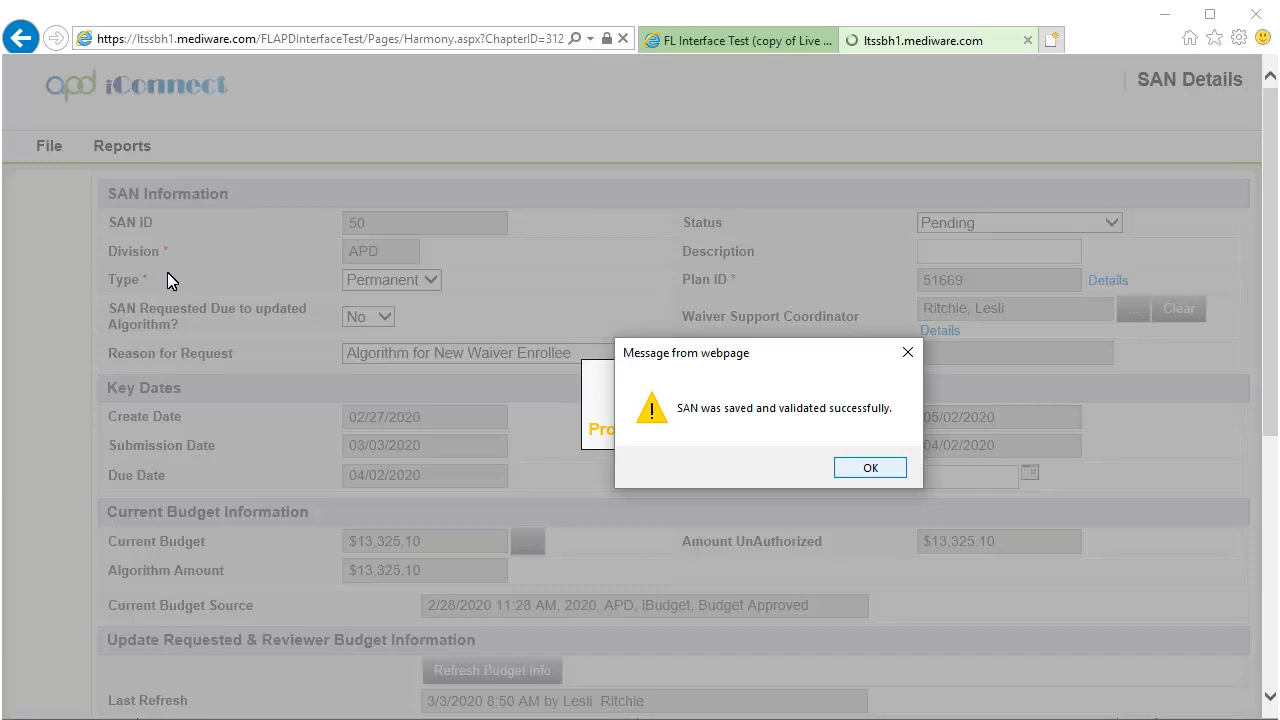 https://ltssbh1.mediware.com/FLAPDInterfaceTest/Pages/Harmony.aspx?ChapterID=312
FL Interface Test (copy of Live ...
ltssbh1.mediware.com
apd iConnect
SAN Details
File
Reports
SAN Information
SAN ID
50
Status
Pending
Division *
APD
Description
Type *
Permanent
Plan ID *
51669
Details
SAN Requested Due to updated
Algorithm?
No
Waiver Support Coordinator
Ritchie, Lesli
...
Clear
Details
Reason for Request
Algorithm for New Waiver Enrollee
Message from webpage
SAN was saved and validated successfully.
OK
Pro
Key Dates
Create Date
02/27/2020
05/02/2020
Submission Date
03/03/2020
04/02/2020
Due Date
04/02/2020
Current Budget Information
Current Budget
$13,325.10
...
Amount UnAuthorized
$13,325.10
Algorithm Amount
$13,325.10
Current Budget Source
2/28/2020 11:28 AM, 2020, APD, IBudget, Budget Approved
Update Requested & Reviewer Budget Information
Refresh Budget Info
Last Refresh
3/3/2020 8:50 AM by Lesli Ritchie